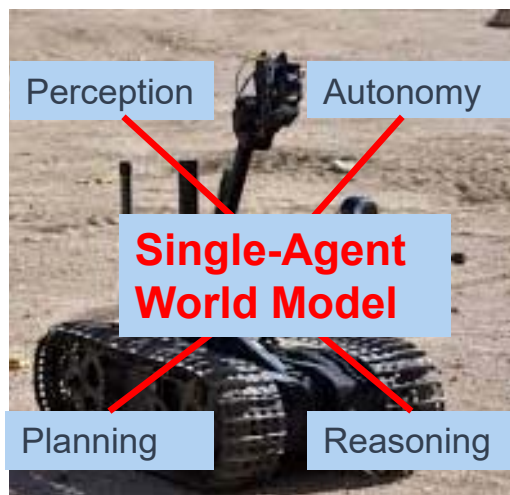 Perception
Autonomy
Single-Agent
World Model
Planning
Reasoning